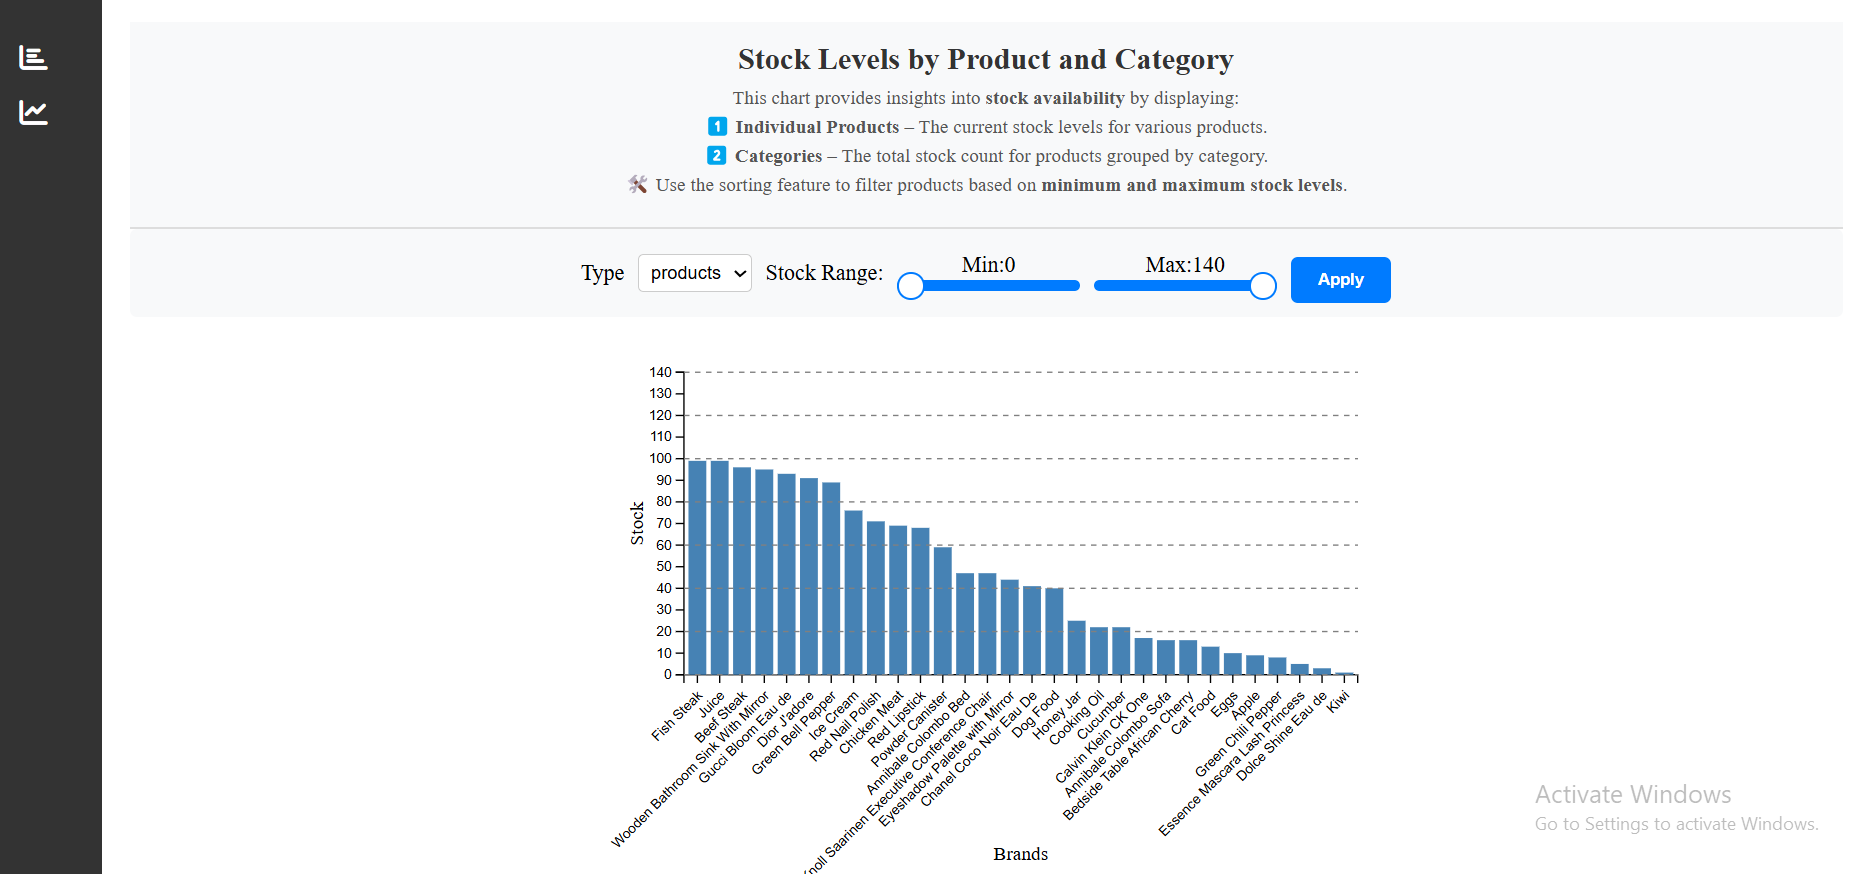 Stock Levels by Product and Category
This chart provides insights into stock availability by displaying:
1 Individual Products – The current stock levels for various products.
2 Categories – The total stock count for products grouped by category.
🛠 Use the sorting feature to filter products based on minimum and maximum stock levels.
Type products Stock Range: Min:0 Max:140 Apply
140
130
120
110
100
90
80
70
60
50
40
30
20
10
0
Stock
Fish Steak
Juice
Beef Steak
Wooden Bathroom Sink With Mirror
Gucci Bloom Eau de
Dior J'adore
Green Bell Pepper
Ice Cream
Red Nail Polish
Chicken Meat
Red Lipstick
Powder Canister
Annibale Colombo Bed
Saarinen Executive Conference Chair
Eyeshadow Palette with Mirror
Chanel Coco Noir Eau De
Dog Food
Honey Jar
Cooking Oil
Cucumber
Calvin Klein CK One
Annibale Colombo Sofa
Bedside Table African Cherry
Cat Food
Eggs
Apple
Green Chili Pepper
Essence Mascara Lash Princess
Dolce Shine Eau de
Kiwi
Brands
Activate Windows
Go to Settings to activate Windows.